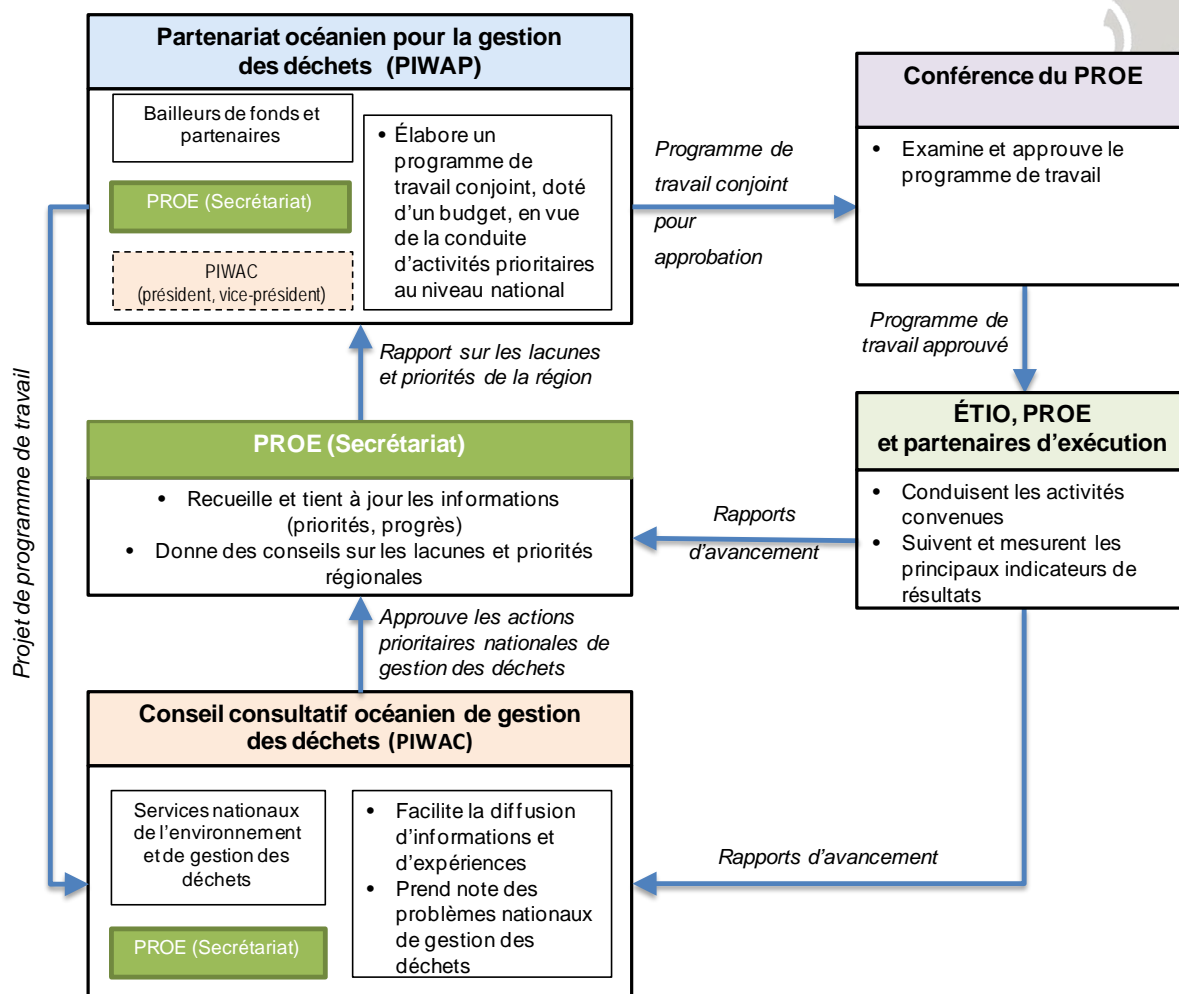 Partenariat océanien pour la gestion
des déchets (PIWAP)
Bailleurs de fonds et
partenaires
PROE (Secrétariat)
PIWAC
(président, vice-président)
• Élabore un
programme de
travail conjoint, doté
d'un budget, en vue
de la conduite
d'activités prioritaires
au niveau national
Programme de
travail conjoint
pour
approbation
Conférence du PROE
• Examine et approuve le
programme de travail
Programme de
travail approuvé
Rapport sur les lacunes
et priorités de la région
Projet de programme de travail
PROE (Secrétariat)
• Recueille et tient à jour les informations
(priorités, progrès)
• Donne des conseils sur les lacunes et priorités
régionales
Rapports
d'avancement
ÉTIO, PROE
et partenaires d'exécution
• Conduisent les activités
convenues
• Suivent et mesurent les
principaux indicateurs de
résultats
Approuve les actions
prioritaires nationales de
gestion des déchets
Conseil consultatif océanien de gestion
des déchets (PIWAC)
Services nationaux
de l'environnement
et de gestion des
déchets
PROE (Secrétariat)
• Facilite la diffusion
d'informations et
d'expériences
• Prend note des
problèmes nationaux
de gestion des
déchets
Rapports d'avancement